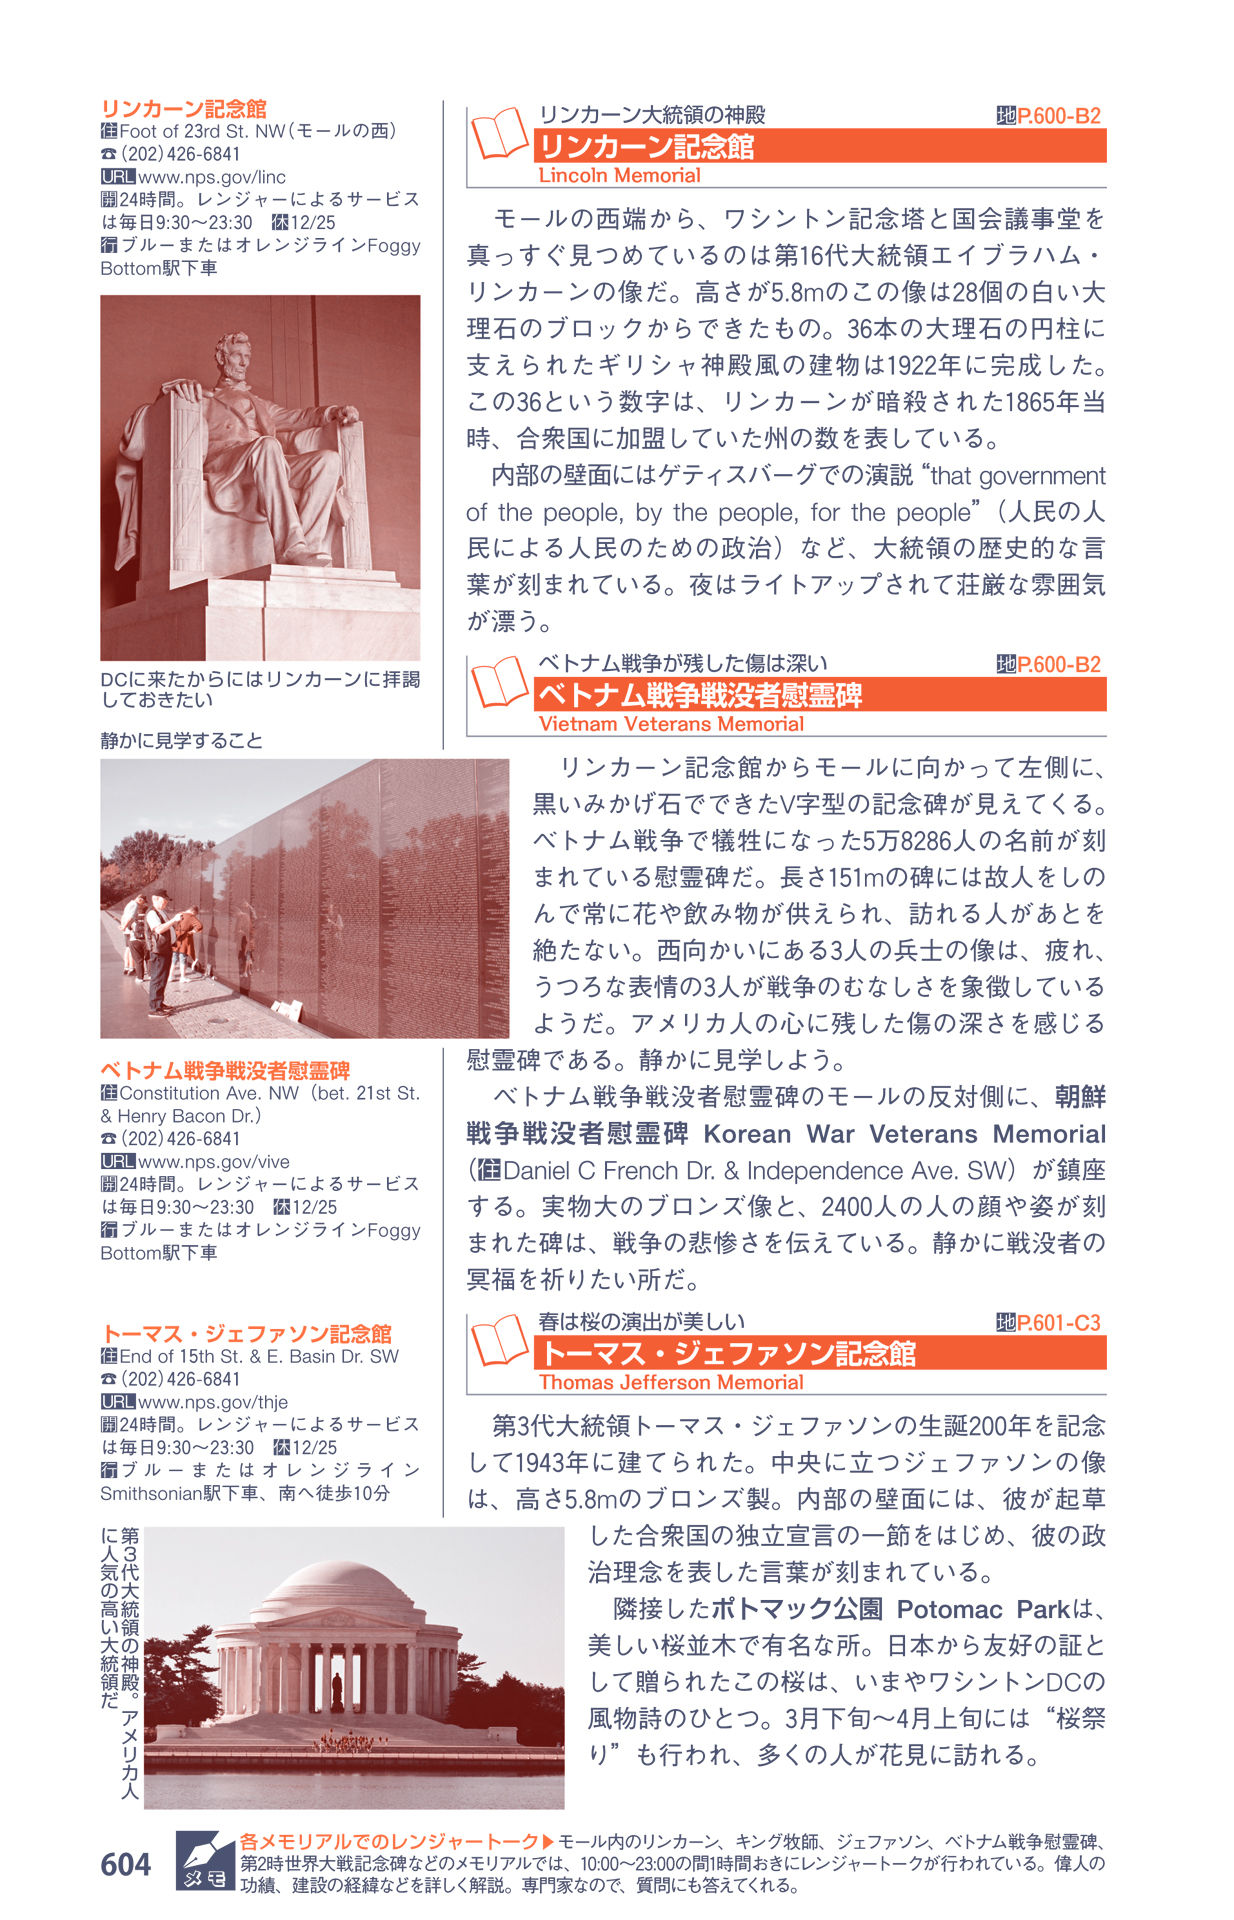 リンカーン記念館
住Foot of 23rd St. NW（モールの西）
☎(202)426-6841
URL www.nps.gov/linc
開24時間。レンジャーによるサービス
は毎日9:30〜23:30 休12/25
行ブルーまたはオレンジラインFoggy
Bottom駅下車
DCに来たからにはリンカーンに拝謁
しておきたい
静かに見学すること
ベトナム戦争戦没者慰霊碑
住Constitution Ave. NW（bet. 21st St.
& Henry Bacon Dr.）
☎(202)426-6841
URL www.nps.gov/vive
開24時間。レンジャーによるサービス
は毎日9:30〜23:30 休12/25
行ブルーまたはオレンジラインFoggy
Bottom駅下車
トーマス・ジェファソン記念館
住End of 15th St. & E. Basin Dr. SW
☎(202)426-6841
URL www.nps.gov/thje
開24時間。レンジャーによるサービス
は毎日9:30〜23:30 休12/25
行ブルーまたはオレンジライン
Smithsonian駅下車、南へ徒歩10分
第3代大統領の神殿。アメリカ人
に人気の高い大統領だ
リンカーン大統領の神殿 地P.600-B2
リンカーン記念館
Lincoln Memorial
モールの西端から、ワシントン記念塔と国会議事堂を
真っすぐ見つめているのは第16代大統領エイブラハム・
リンカーンの像だ。高さが5.8mのこの像は28個の白い大
理石のブロックからできたもの。36本の大理石の円柱に
支えられたギリシャ神殿風の建物は1922年に完成した。
この36という数字は、リンカーンが暗殺された1865年当
時、合衆国に加盟していた州の数を表している。
内部の壁面にはゲティスバーグでの演説 “that government
of the people, by the people, for the people”（人民の人
民による人民のための政治）など、大統領の歴史的な言
葉が刻まれている。夜はライトアップされて荘厳な雰囲気
が漂う。
ベトナム戦争が残した傷は深い 地P.600-B2
ベトナム戦争戦没者慰霊碑
Vietnam Veterans Memorial
リンカーン記念館からモールに向かって左側に、
黒いみかげ石でできたV字型の記念碑が見えてくる。
ベトナム戦争で犠牲になった5万8286人の名前が刻
まれている慰霊碑だ。長さ151mの碑には故人をしの
んで常に花や飲み物が供えられ、訪れる人があとを
絶たない。西向かいにある3人の兵士の像は、疲れ、
うつろな表情の3人が戦争のむなしさを象徴している
ようだ。アメリカ人の心に残した傷の深さを感じる
慰霊碑である。静かに見学しよう。
ベトナム戦争戦没者慰霊碑のモールの反対側に、朝鮮
戦争戦没者慰霊碑 Korean War Veterans Memorial
（住Daniel C French Dr. & Independence Ave. SW）が鎮座
する。実物大のブロンズ像と、2400人の人の顔や姿が刻
まれた碑は、戦争の悲惨さを伝えている。静かに戦没者の
冥福を祈りたい所だ。
春は桜の演出が美しい 地P.601-C3
トーマス・ジェファソン記念館
Thomas Jefferson Memorial
第3代大統領トーマス・ジェファソンの生誕200年を記念
して1943年に建てられた。中央に立つジェファソンの像
は、高さ5.8mのブロンズ製。内部の壁面には、彼が起草
した合衆国の独立宣言の一節をはじめ、彼の政
治理念を表した言葉が刻まれている。
隣接したポトマック公園 Potomac Parkは、
美しい桜並木で有名な所。日本から友好の証と
して贈られたこの桜は、いまやワシントンDCの
風物詩のひとつ。3月下旬〜4月上旬には“桜祭
り”も行われ、多くの人が花見に訪れる。
604
メモ
各メモリアルでのレンジャートーク▶モール内のリンカーン、キング牧師、ジェファソン、ベトナム戦争慰霊碑、
第2時世界大戦記念碑などのメモリアルでは、10:00〜23:00の間1時間おきにレンジャートークが行われている。偉人の
功績、建設の経緯などを詳しく解説。専門家なので、質問にも答えてくれる。